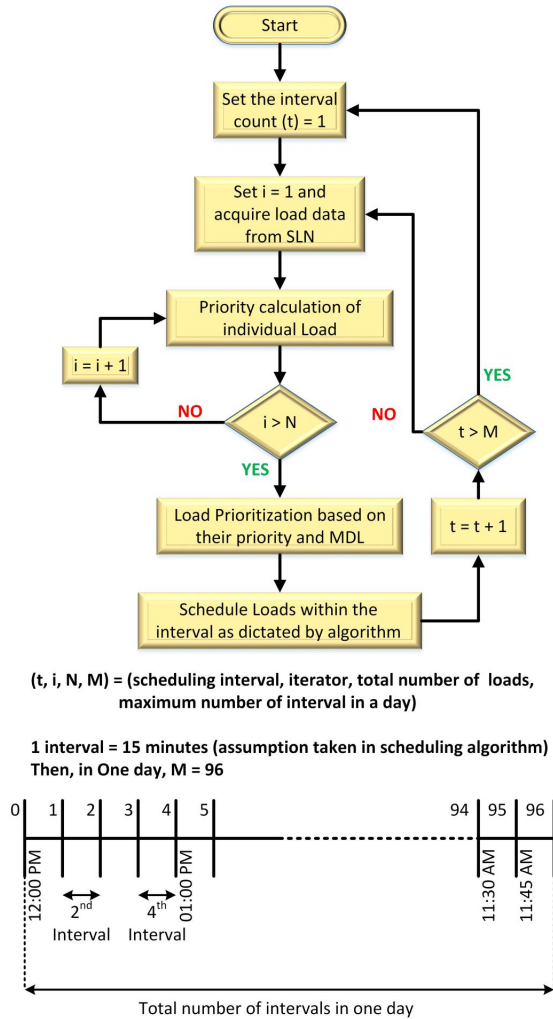 Start
Set the interval
count (t) = 1
Set i = 1 and
acquire load data
from SLN
Priority calculation of
individual Load
i = i + 1
NO
i > N
YES
NO
t > M
YES
Load Prioritization based on
their priority and MDL
t = t + 1
Schedule Loads within the
interval as dictated by algorithm
(t, i, N, M) = (scheduling interval, iterator, total number of loads,
maximum number of interval in a day)
1 interval = 15 minutes (assumption taken in scheduling algorithm)
Then, in One day, M = 96
0 1 2 3 4 5 94 95 96
12:00 PM
01:00 PM
11:30 AM
11:45 AM
2nd
Interval
4th
Interval
Total number of intervals in one day